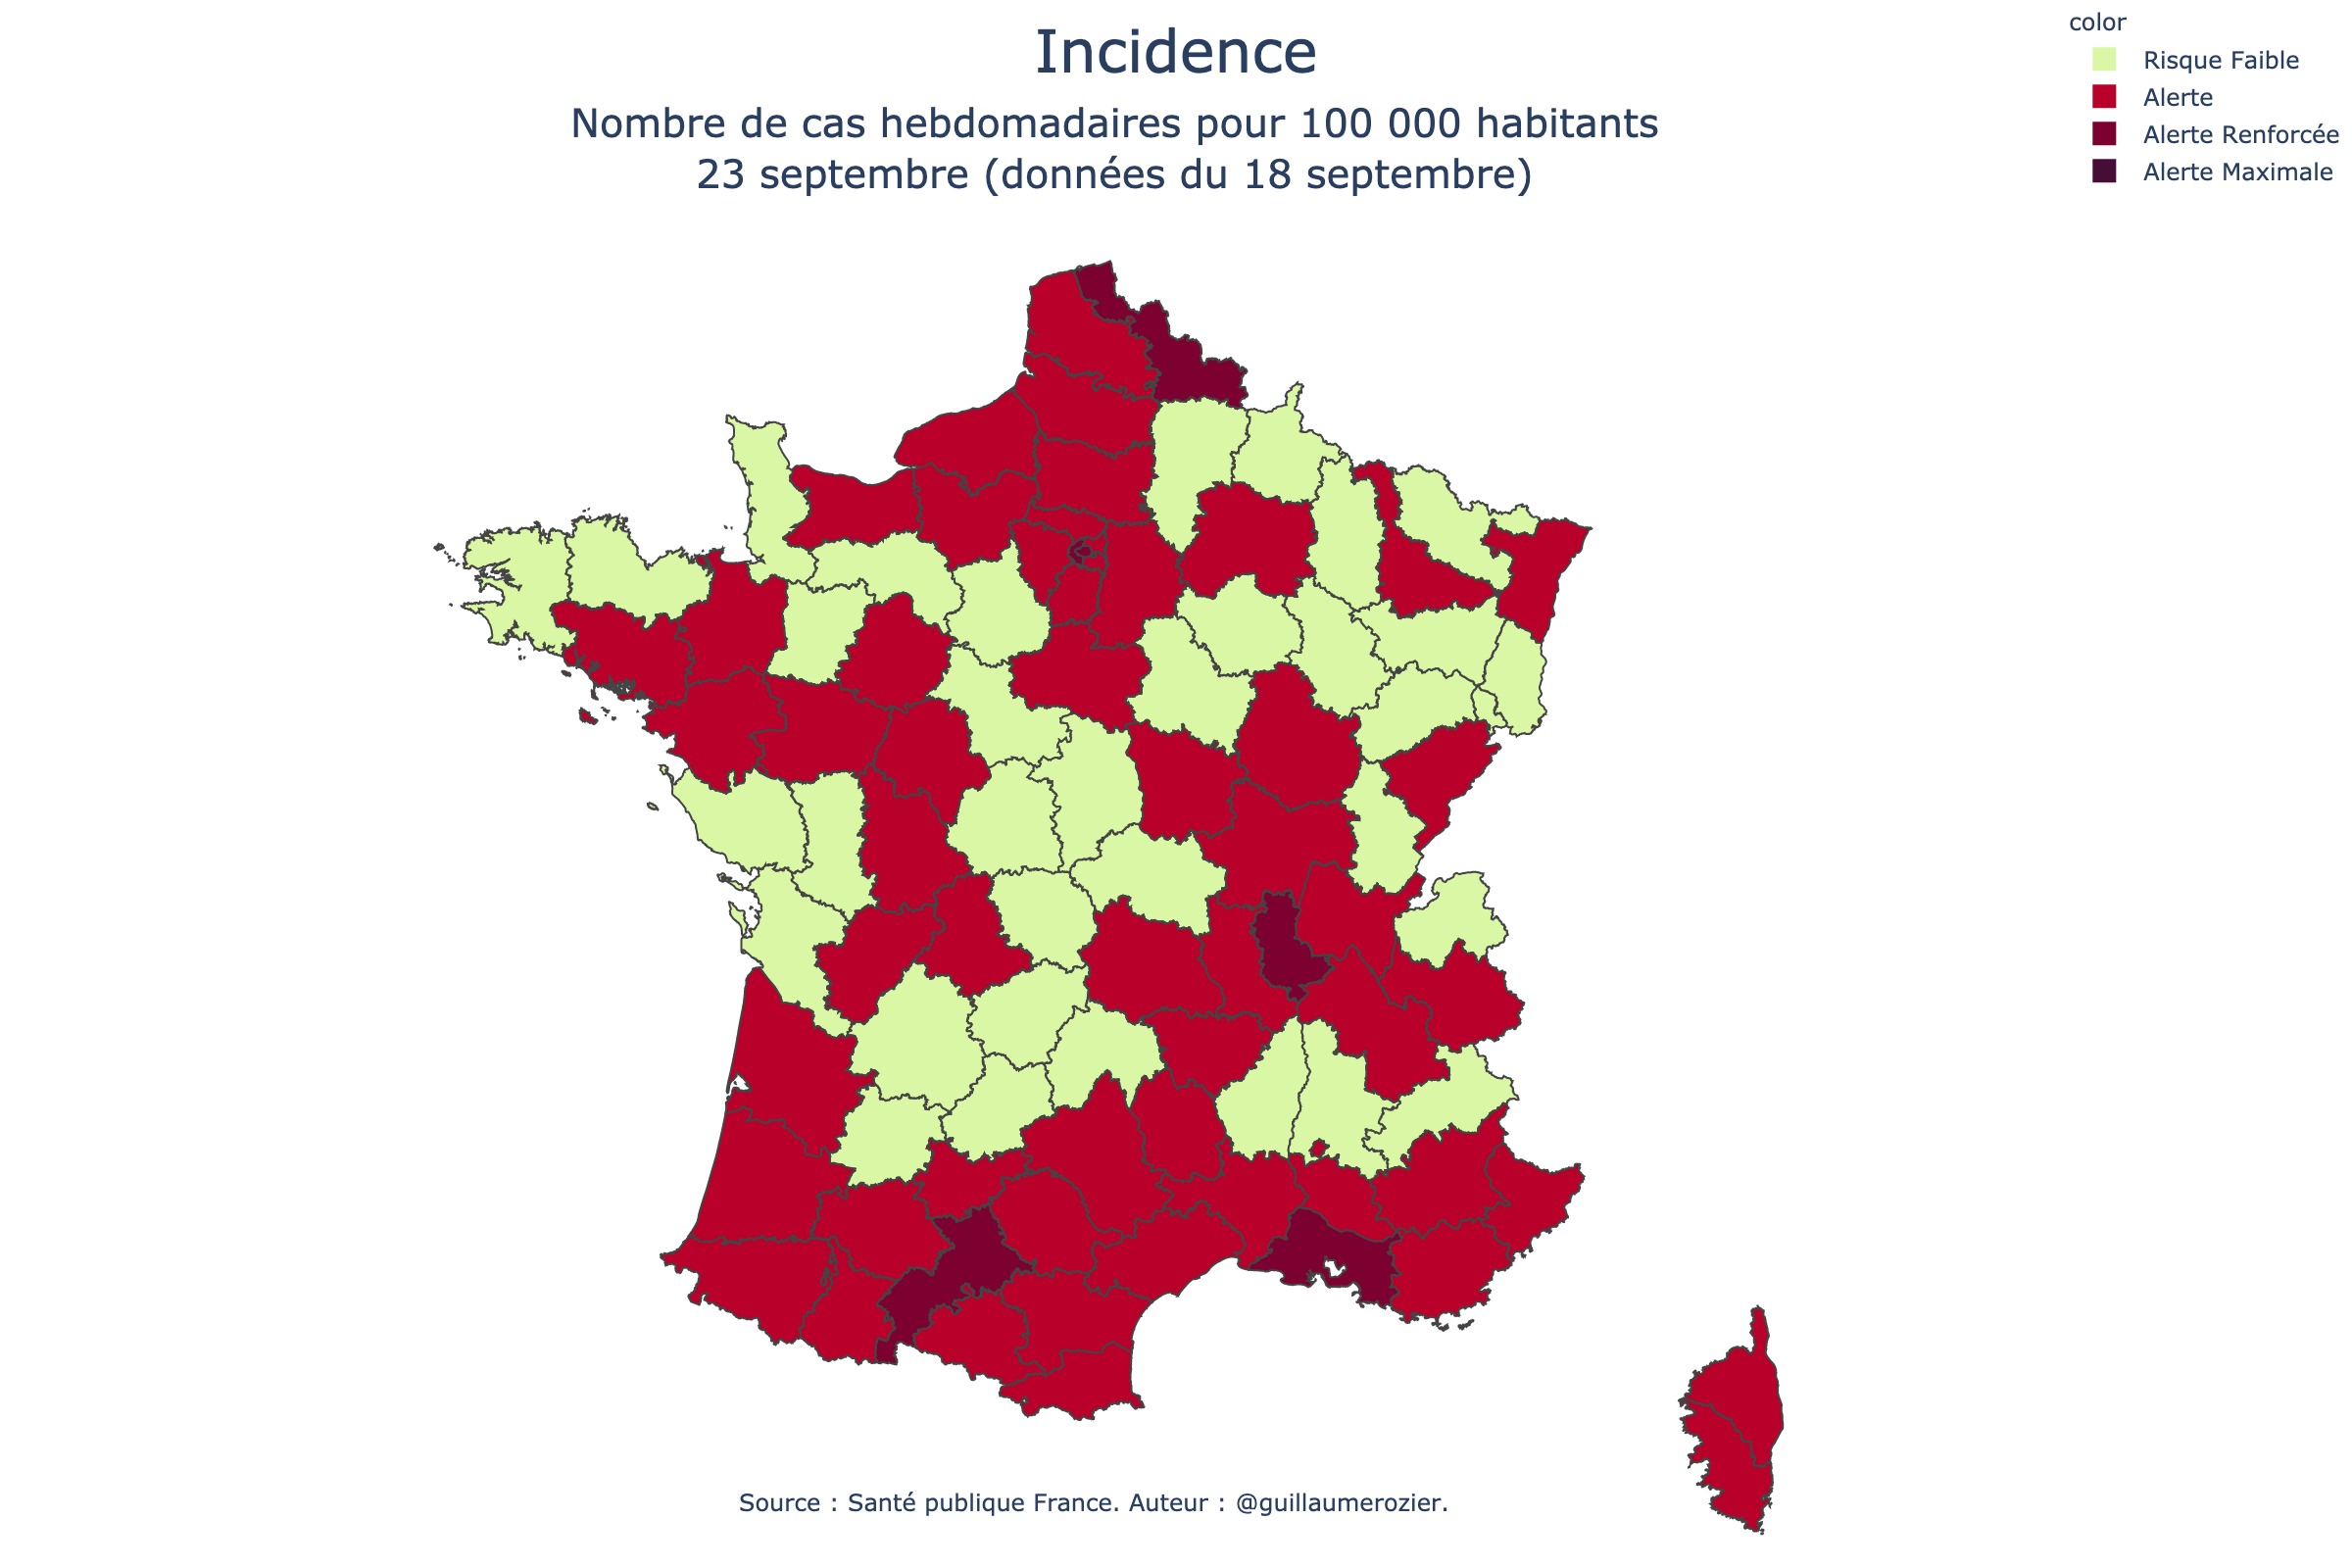 Incidence
Nombre de cas hebdomadaires pour 100 000 habitants
23 septembre (données du 18 septembre)
color
Risque Faible
Alerte
Alerte Renforcée
Alerte Maximale
Source : Santé publique France. Auteur : @guillaumerozier.